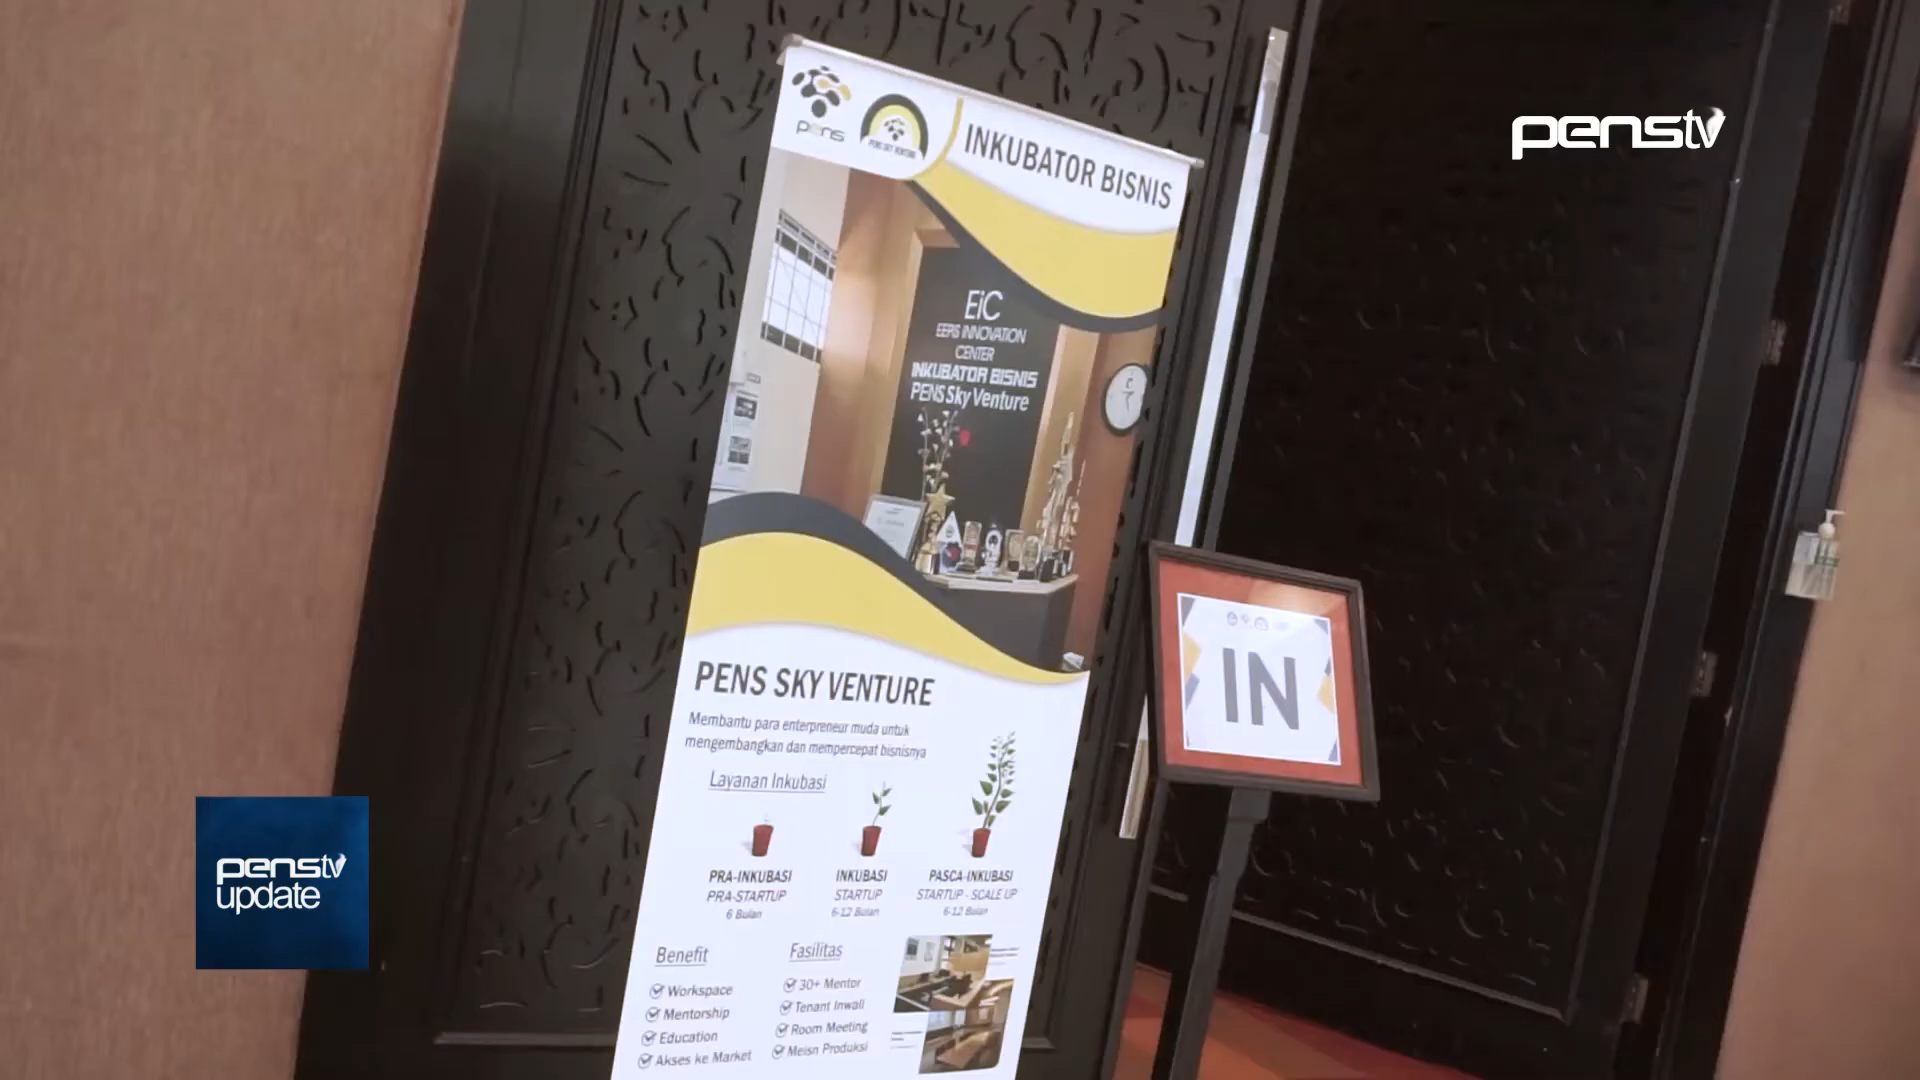 pens
PENS SKY VENTURE
INKUBATOR BISNIS
penstv
EiC
EEPIS INNOVATION
CENTER
INKUBATOR BISNIS
PENS Sky Venture
IN
PENS SKY VENTURE
Membantu para enterpreneur muda untuk
mengembangkan dan mempercepat bisnisnya
Layanan Inkubasi
PRA-INKUBASI
PRA-STARTUP
6 Bulan
INKUBASI
STARTUP
6-12 Bulan
PASCA-INKUBASI
STARTUP - SCALE UP
6-12 Bulan
Benefit
Workspace
Mentorship
Education
Akses ke Market
Fasilitas
30+ Mentor
Tenant Inwall
Room Meeting
Meisn Produksi
penstv
update